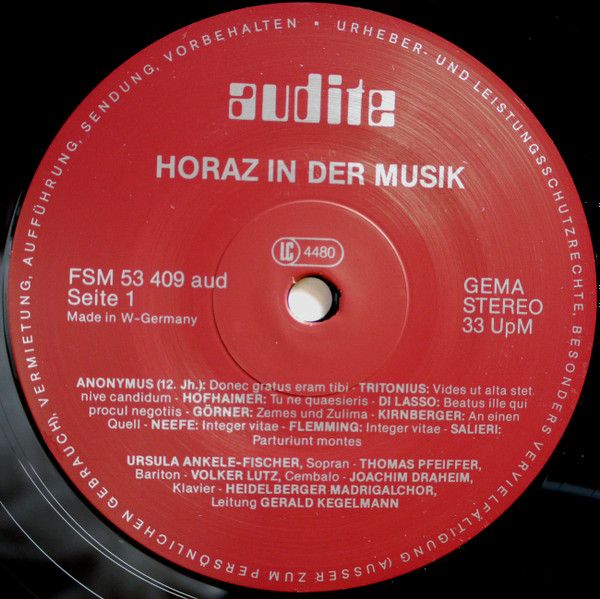 audite
HORAZ IN DER MUSIK
LC 4480
FSM 53 409 aud
Seite 1
Made in W-Germany
GEMA
STEREO
33 UpM
ANONYMUS (12. Jh.): Donec gratus eram tibi - TRITONIUS: Vides ut alta stet
nive candidum - HOFHAIMER: Tu ne quaesieris - DI LASSO: Beatus ille qui
procul negotiis - GÖRNER: Zemes und Zulima - KIRNBERGER: An einen
Quell - NEEFE: Integer vitae - FLEMMING: Integer vitae - SALIERI:
Parturiunt montes
URSULA ANKELE-FISCHER, Sopran - THOMAS PFEIFFER,
Bariton - VOLKER LUTZ, Cembalo - JOACHIM DRAHEIM,
Klavier - HEIDELBERGER MADRIGALCHOR,
Leitung GERALD KEGELMANN
URHEBER- UND LEISTUNGSSCHUTZRECHTE, BESONDERS VERVIELFÄLTIGUNG (AUSSER ZUM PERSÖNLICHEN GEBRAUCH), VERMIETUNG, AUFFÜHRUNG, SENDUNG, VORBEHALTEN